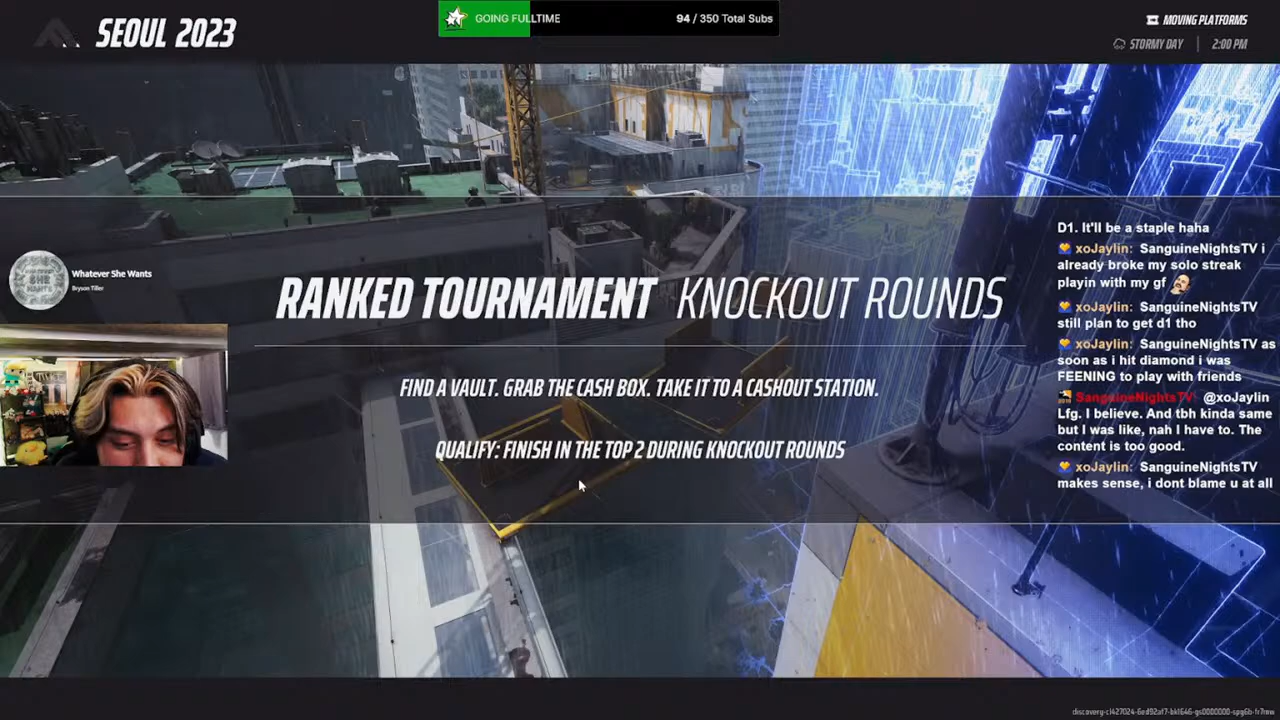 SEOUL 2023
GOING FULLTIME
94 / 350 Total Subs
MOVING PLATFORMS
STORMY DAY | 2:00 PM
Whatever She Wants
Bryson Tiller
RANKED TOURNAMENT KNOCKOUT ROUNDS
FIND A VAULT. GRAB THE CASH BOX. TAKE IT TO A CASHOUT STATION.
QUALIFY: FINISH IN THE TOP 2 DURING KNOCKOUT ROUNDS
D1. It'll be a staple haha
xoJaylin: SanguineNightsTV i
already broke my solo streak
playin with my gf
xoJaylin: SanguineNightsTV
still plan to get d1 tho
xoJaylin: SanguineNightsTV as
soon as i hit diamond i was
FEENING to play with friends
SanguineNightsTV: @xoJaylin
Lfg. I believe. And tbh kinda same
but I was like, nah I have to. The
content is too good.
xoJaylin: SanguineNightsTV
makes sense, i dont blame u at all